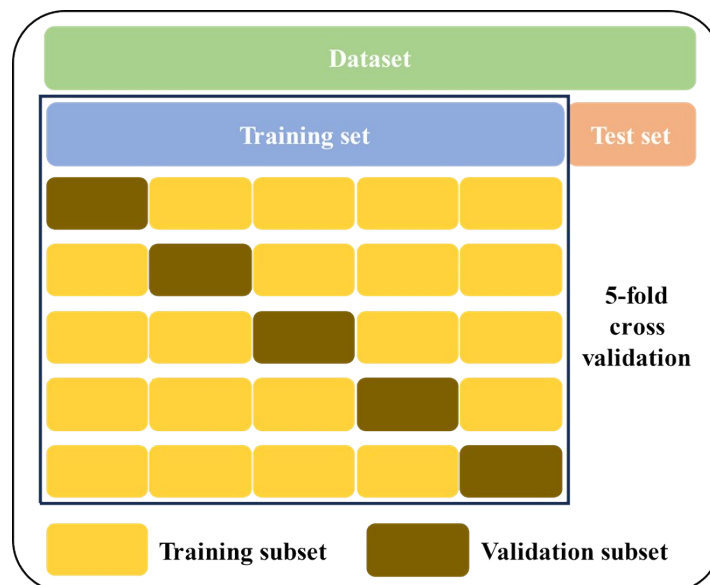 Dataset
Training set
Test set
5-fold
cross
validation
Training subset
Validation subset